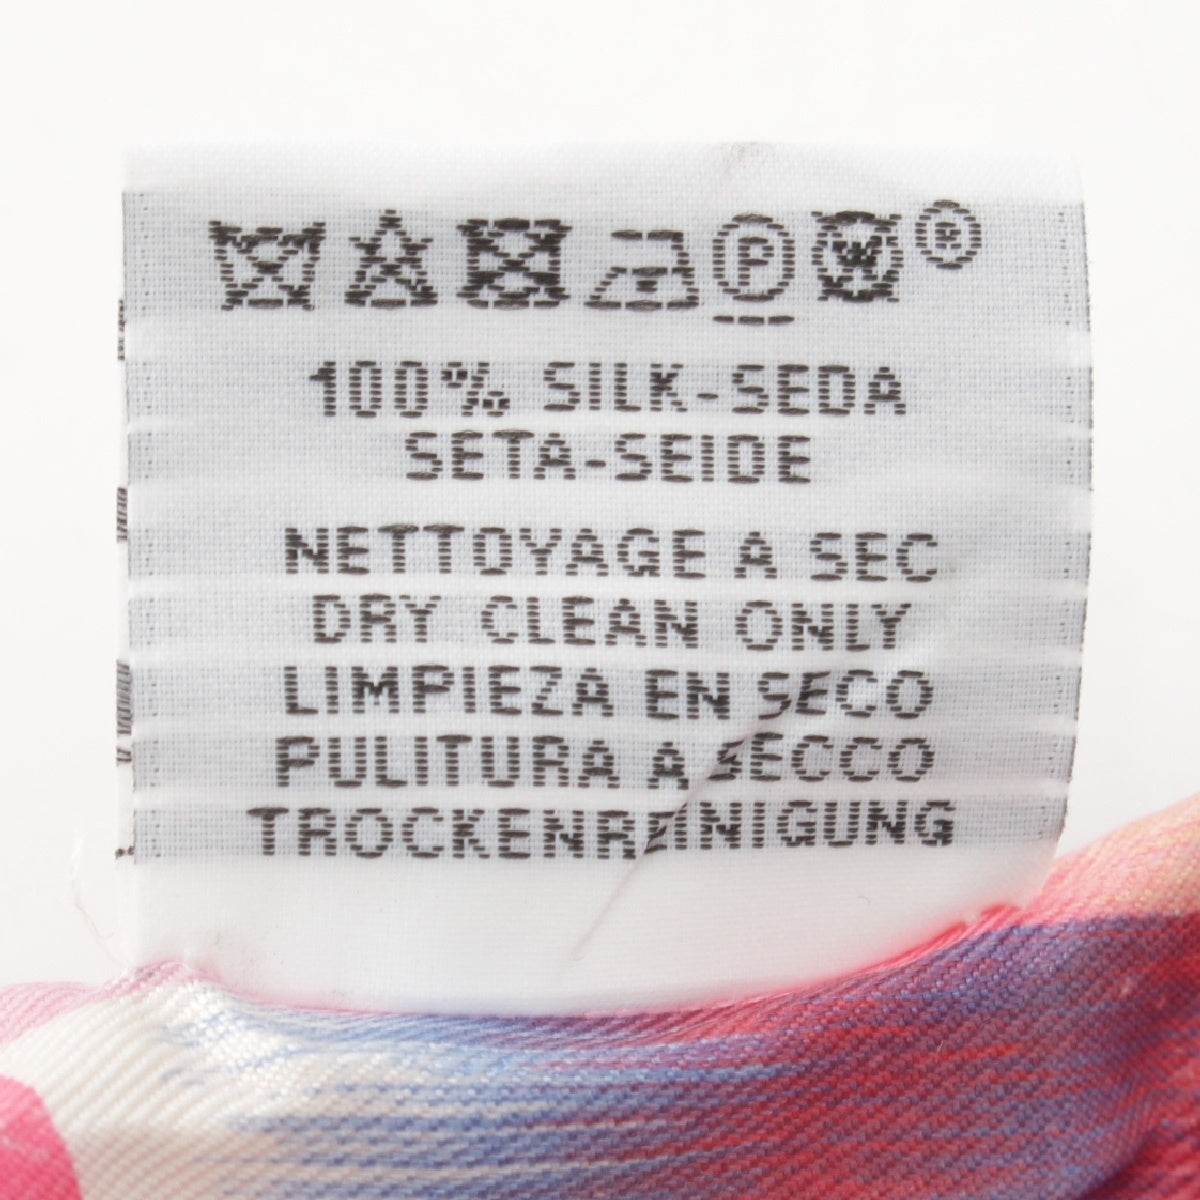 P W ®
100% SILK-SEDA
SETA-SEIDE
NETTOYAGE A SEC
DRY CLEAN ONLY
LIMPIEZA EN SECO
PULITURA A SECCO
TROCKENREINIGUNG